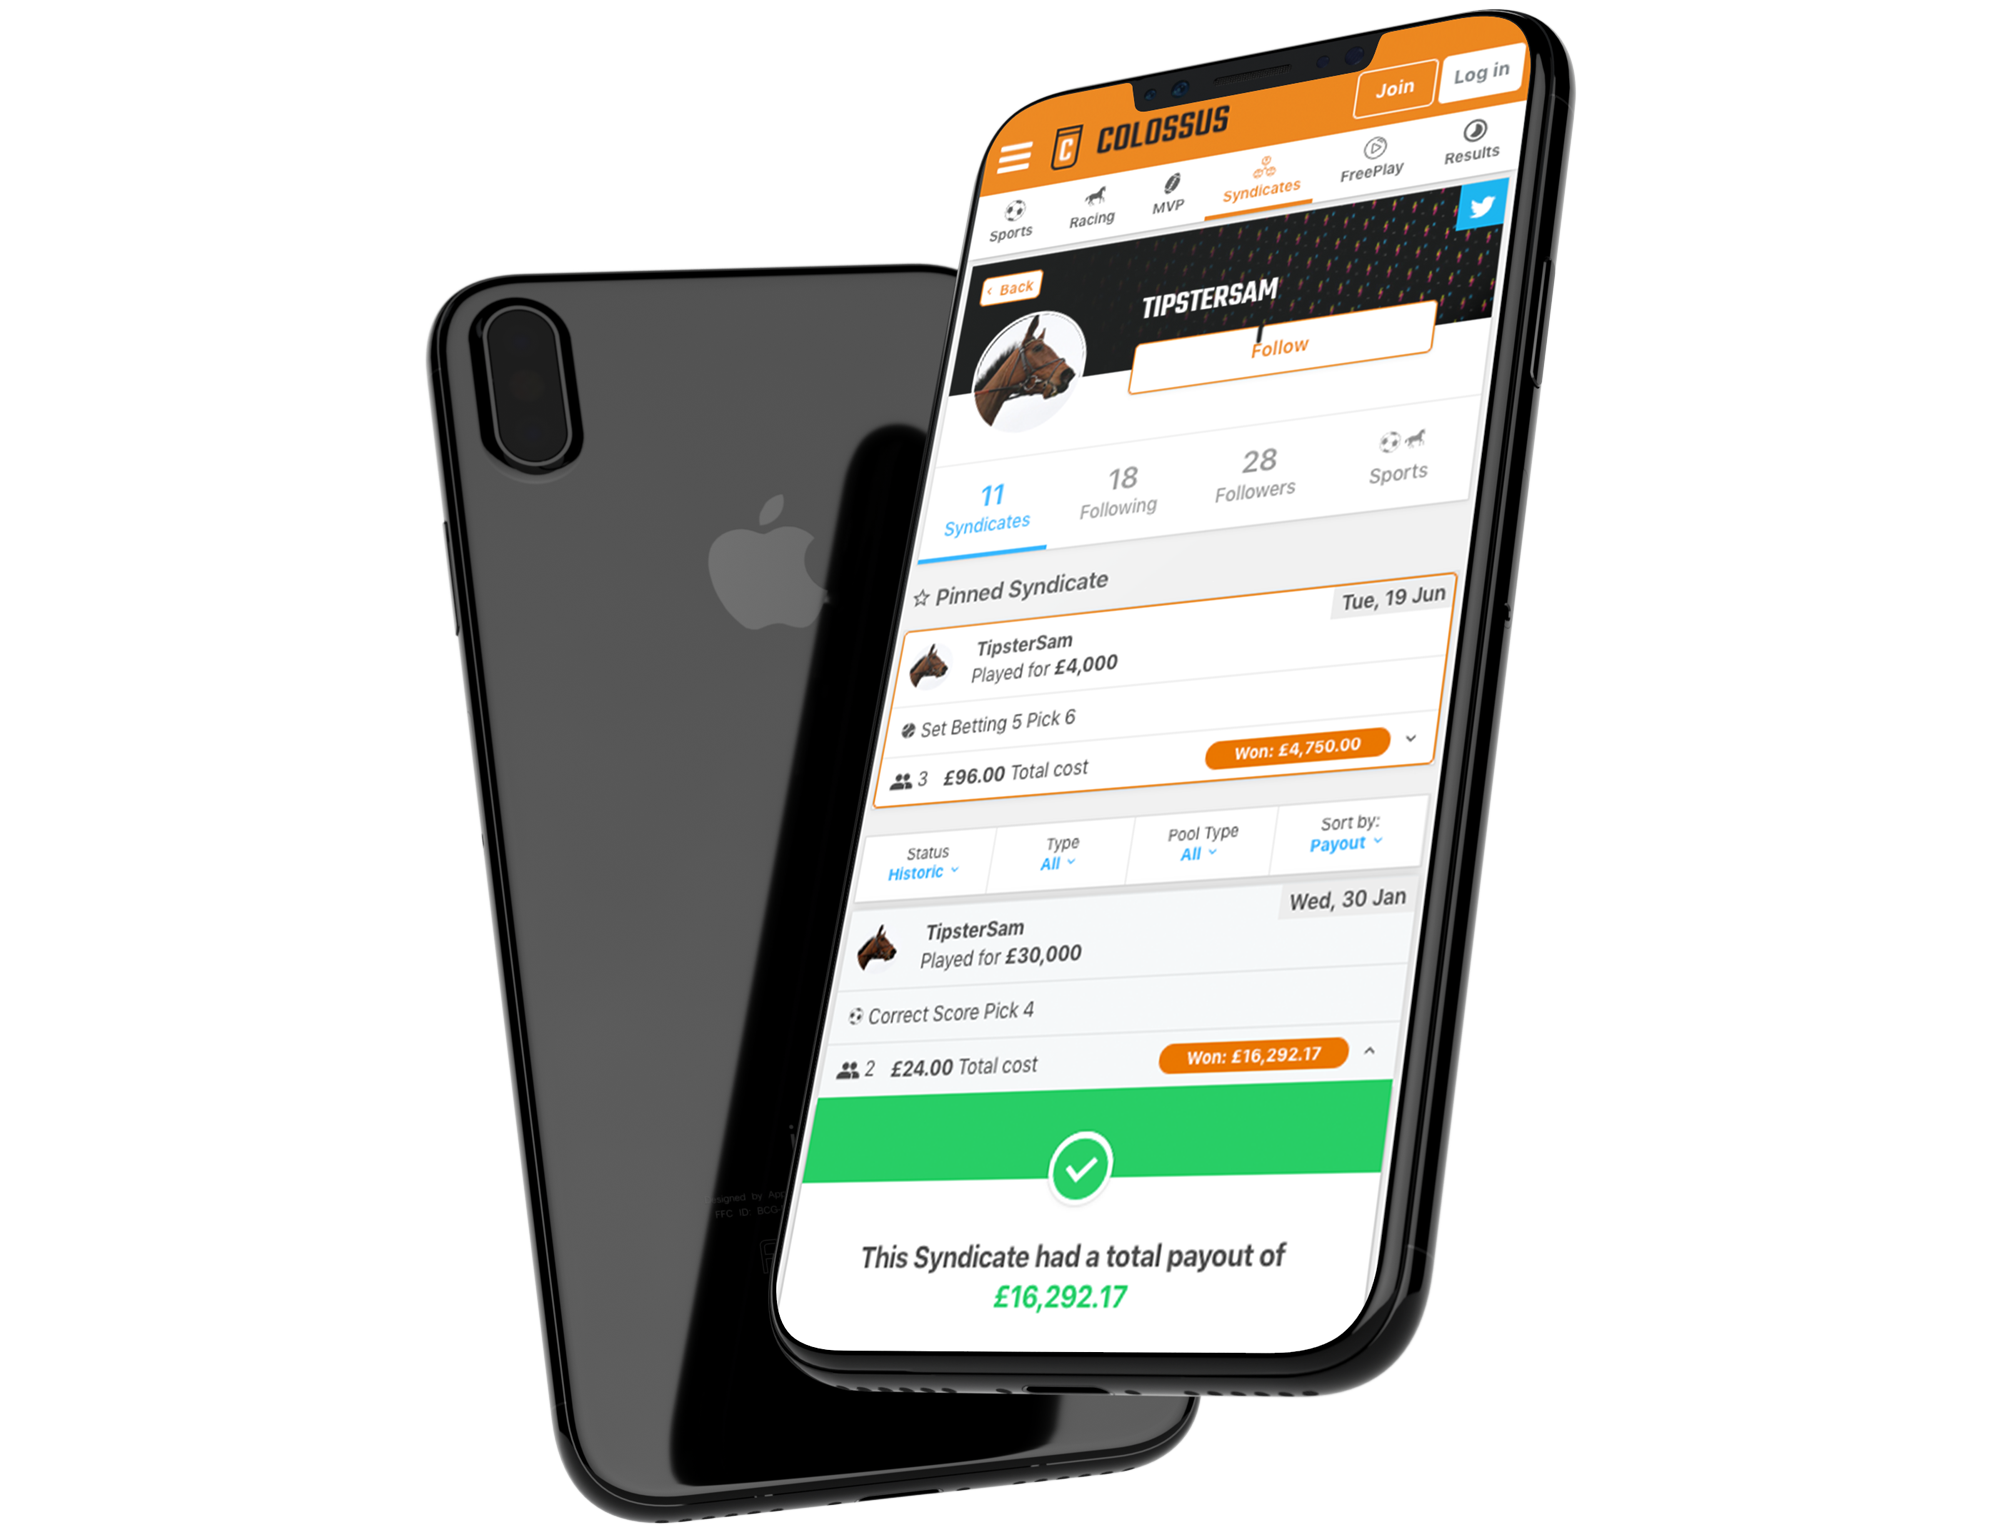 Join
Log in
C COLOSSUS
Sports
Racing
MVP
Syndicates
FreePlay
Results
‹ Back
TIPSTERSAM
Follow
11
Syndicates
18
Following
28
Followers
Sports
Pinned Syndicate
Tue, 19 Jun
TipsterSam
Played for £4,000
Set Betting 5 Pick 6
3 £96.00 Total cost
Won: £4,750.00
Status
Historic
Type
All
Pool Type
All
Sort by:
Payout
Wed, 30 Jan
TipsterSam
Played for £30,000
Correct Score Pick 4
2 £24.00 Total cost
Won: £16,292.17
This Syndicate had a total payout of
£16,292.17
by
ID: BCG-